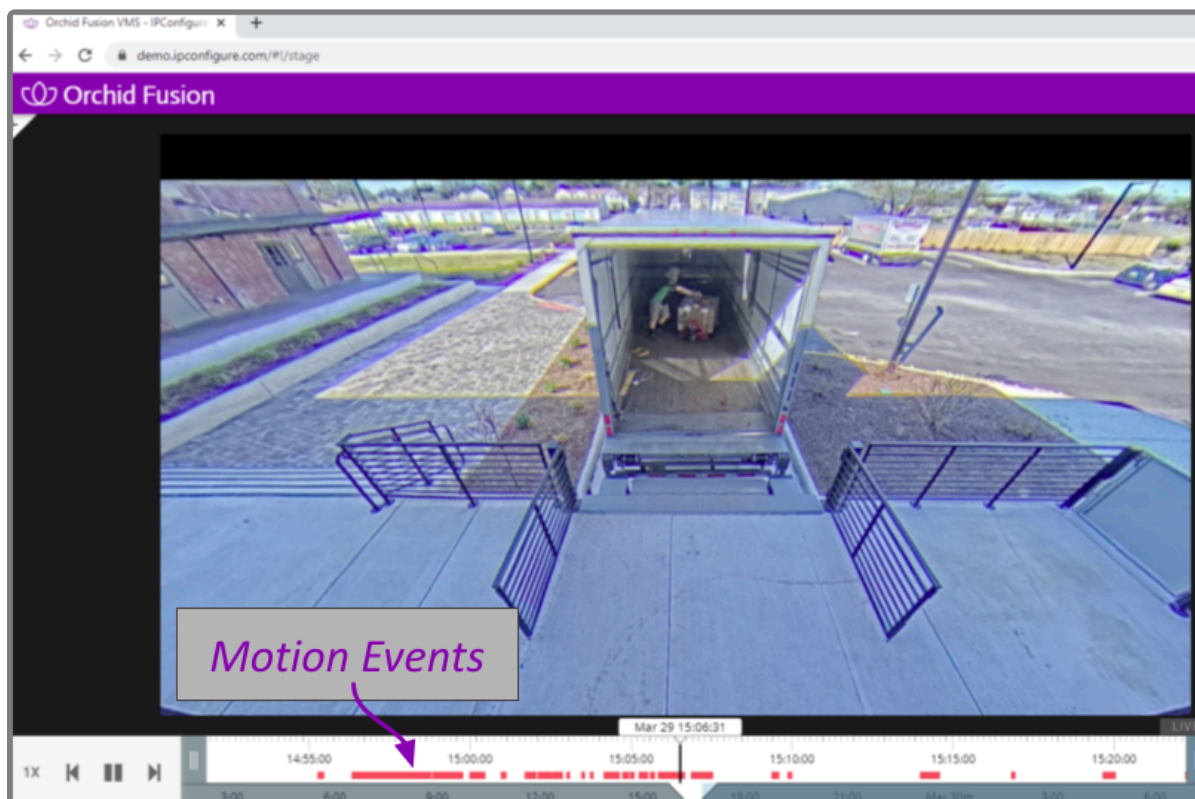 Orchid Fusion VMS - IPConfigure
demo.ipconfigure.com/#!/stage
Orchid Fusion
Motion Events
Mar 29 15:06:31
LIV
1X
14:55:00 15:00:00 15:05:00 15:10:00 15:15:00 15:20:00
3:00 6:00 9:00 12:00 15:00 18:00 21:00 Mar 30th 3:00 6:00